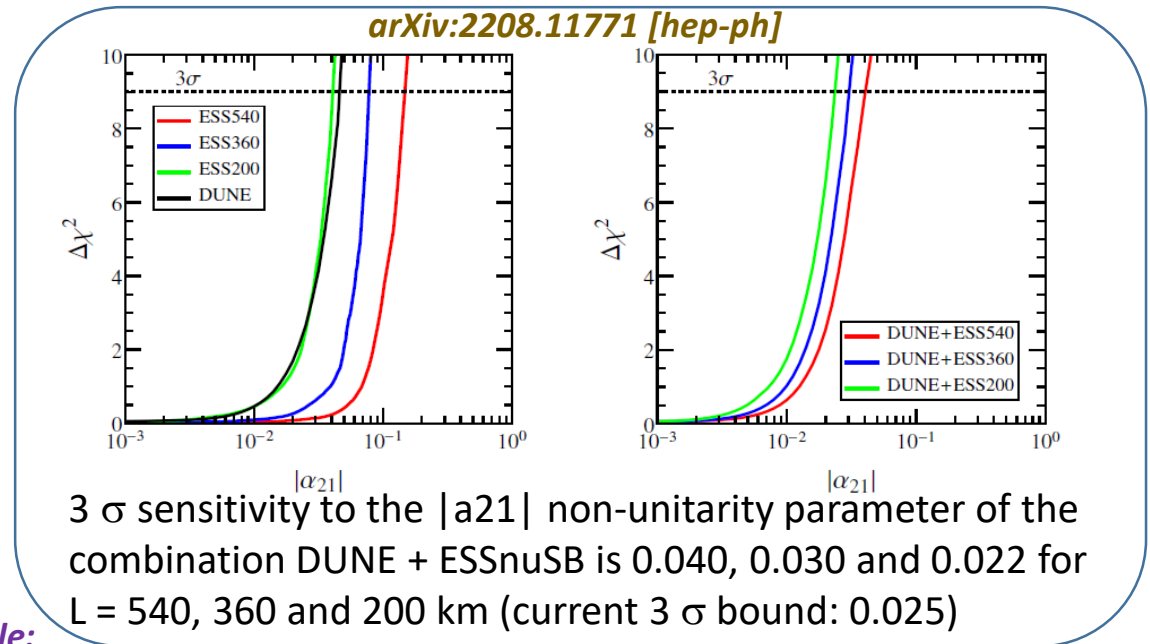 arXiv:2208.11771 [hep-ph]
10
8
6
4
2
0
Δχ²
3σ
ESS540
ESS360
ESS200
DUNE
10⁻³ 10⁻² 10⁻¹ 10⁰
|α₂₁|
10
8
6
4
2
0
Δχ²
3σ
DUNE+ESS540
DUNE+ESS360
DUNE+ESS200
10⁻³ 10⁻² 10⁻¹ 10⁰
|α₂₁|
3 σ sensitivity to the |a21| non-unitarity parameter of the
combination DUNE + ESSnuSB is 0.040, 0.030 and 0.022 for
L = 540, 360 and 200 km (current 3 σ bound: 0.025)